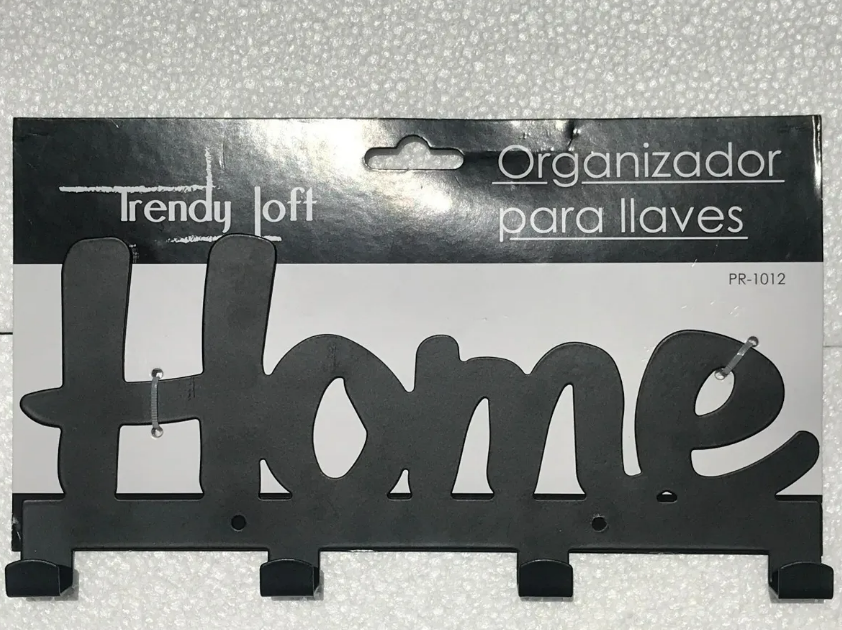 Trendy loft
Organizador
para llaves
PR-1012
Home